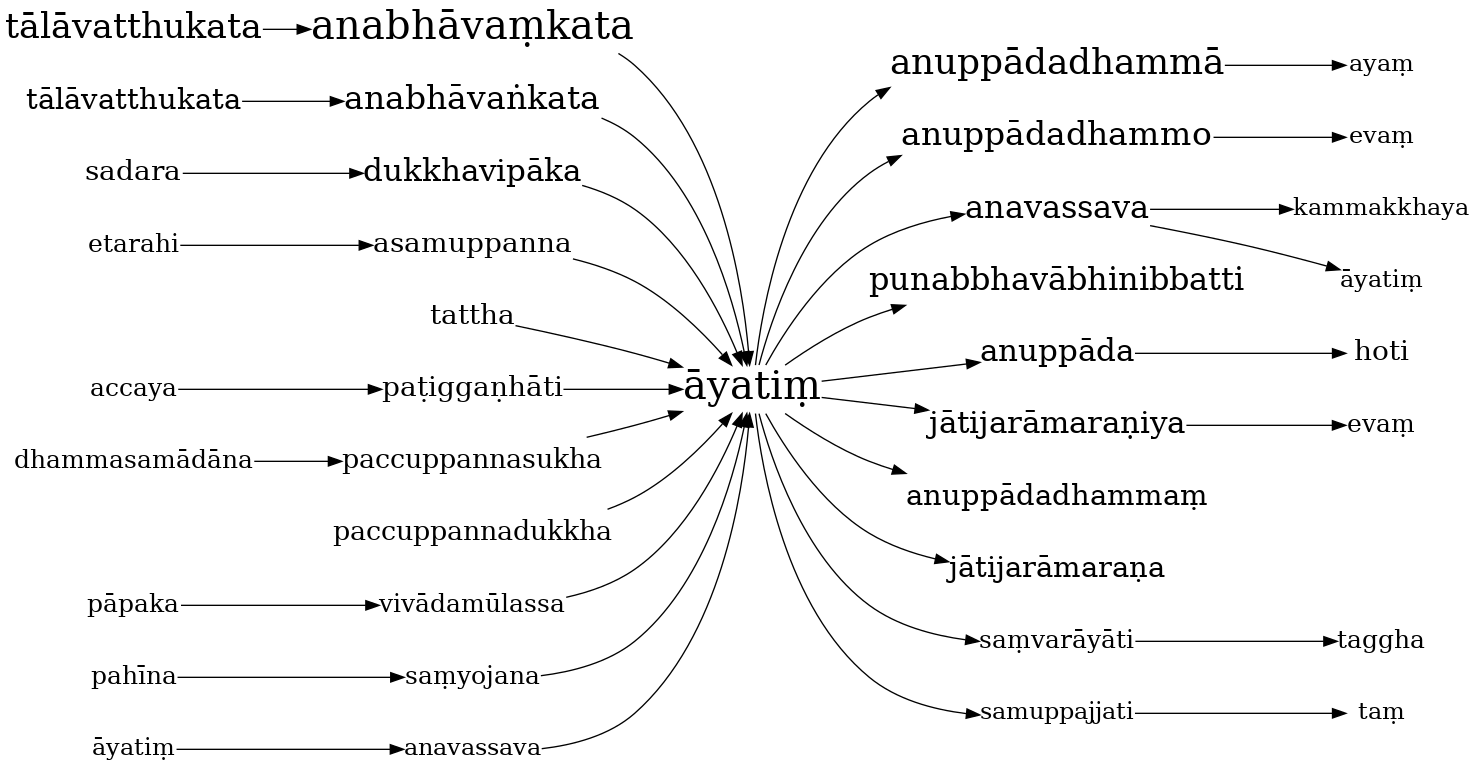 tālāvatthukata
anabhāvaṃkata
anuppādadhammā
ayaṃ
tālāvatthukata
anabhāvaṅkata
anuppādadhammo
evaṃ
sadara
dukkhavipāka
anavassava
kammakkhaya
etarahi
asamuppanna
punabbhavābhinibbatti
āyatiṃ
tattha
anuppāda
hoti
accaya
paṭiggaṇhāti
āyatiṃ
jātijarāmaraṇiya
evaṃ
dhammasamādāna
paccuppannasukha
anuppādadhammaṃ
paccuppannadukkha
jātijarāmaraṇa
pāpaka
vivādamūlassa
saṃvarāyāti
taggha
pahīna
saṃyojana
samuppajjati
taṃ
āyatiṃ
anavassava